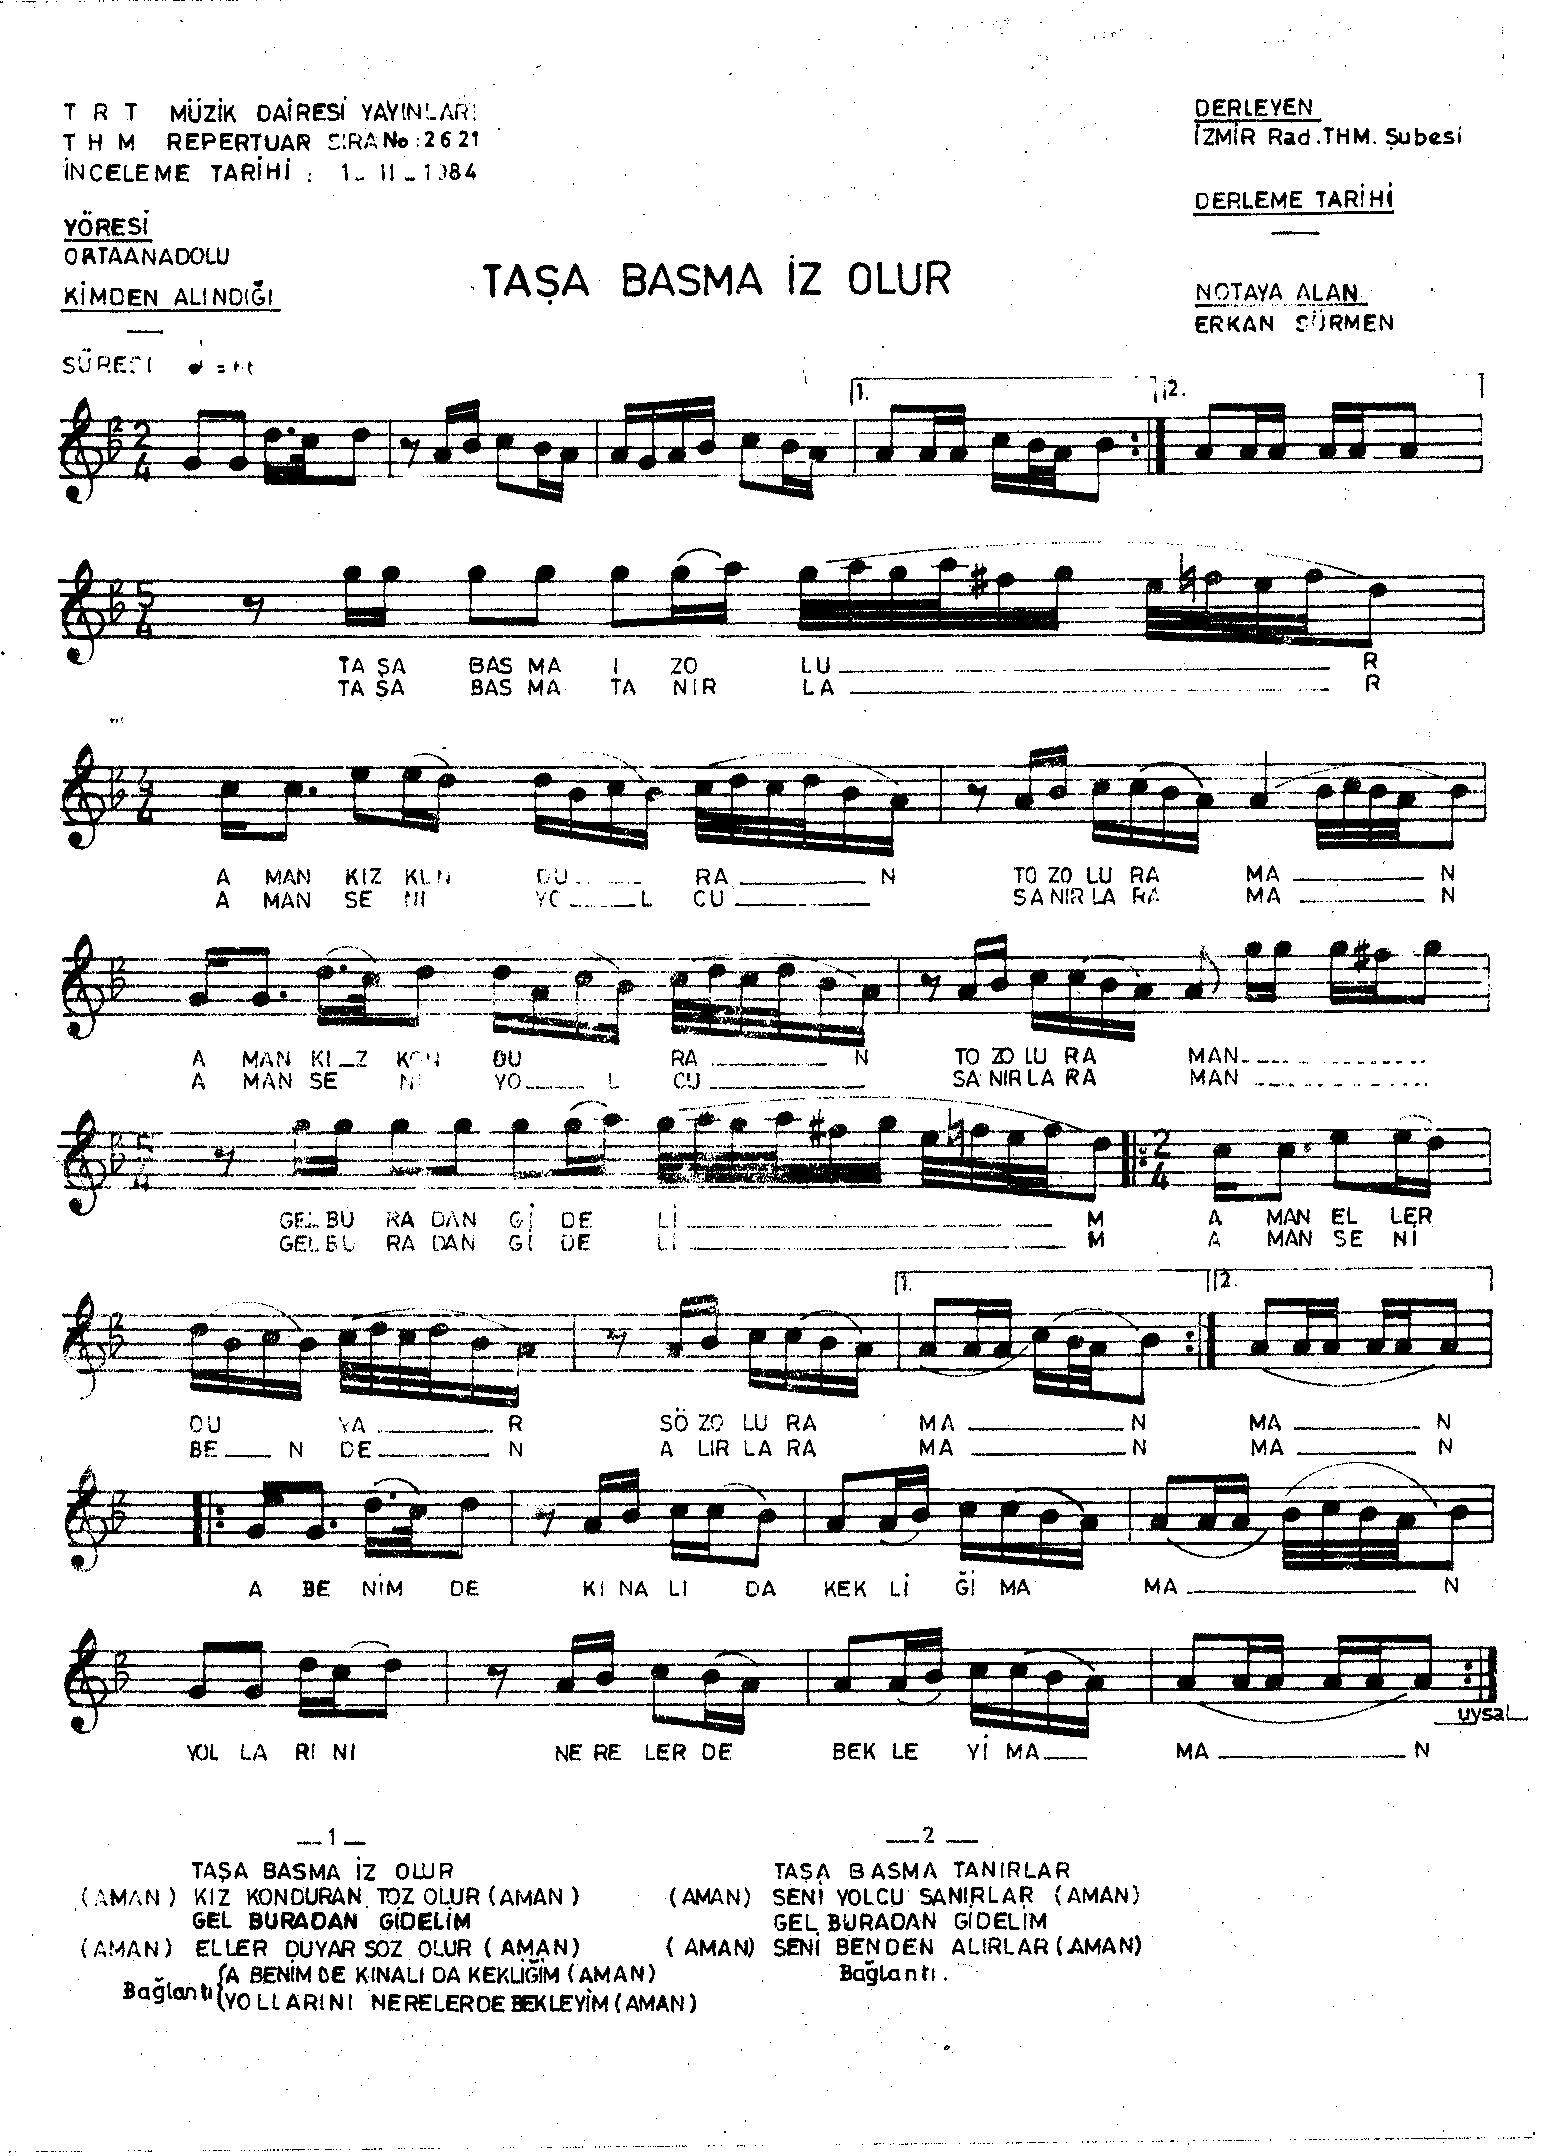 T R T MÜZİK DAİRESİ YAYINLARI
T H M REPERTUAR SIRA No : 2621
İNCELEME TARİHİ : 1_ 11 _ 1984
YÖRESİ
ORTAANADOLU
KİMDEN ALINDIĞI
SÜRESİ
DERLEYEN
İZMİR Rad.THM. Şubesi
DERLEME TARİHİ
NOTAYA ALAN
ERKAN SÜRMEN
TAŞA BASMA İZ OLUR
1. 2.
TA ŞA BAS MA İ ZO LU R
TA ŞA BAS MA TA NIR LA R
A MAN KIZ KON DU RA N TO ZO LU RA MA N
A MAN SE NI YO L CU SA NIR LA RA MA N
A MAN KI Z KON DU RA N TO ZO LU RA MAN
A MAN SE Nİ YO L CU SA NIR LA RA MAN
GEL BU RA DAN Gİ DE Lİ M A MAN EL LER
GEL BU RA DAN Gİ DE Lİ M A MAN SE Nİ
1. 2.
DU YA R SÖ ZO LU RA MA N MA N
BE N DE N A LIR LA RA MA N MA N
A BE NİM DE KI NA LI DA KEK Lİ Ğİ MA MA N
YOL LA RI NI NE RE LER DE BEK LE Yİ MA MA N
uysal
_1_
TAŞA BASMA İZ OLUR
(AMAN) KIZ KONDURAN TOZ OLUR (AMAN)
GEL BURADAN GİDELİM
(AMAN) ELLER DUYAR SOZ OLUR (AMAN)
Bağlantı {A BENİM DE KINALI DA KEKLİĞİM (AMAN)
YOLLARINI NERELERDE BEKLEYİM (AMAN)
_2_
TAŞA BASMA TANIRLAR
(AMAN) SENİ YOLCU SANIRLAR (AMAN)
GEL BURADAN GİDELİM
(AMAN) SENİ BENDEN ALIRLAR (AMAN)
Bağlantı.